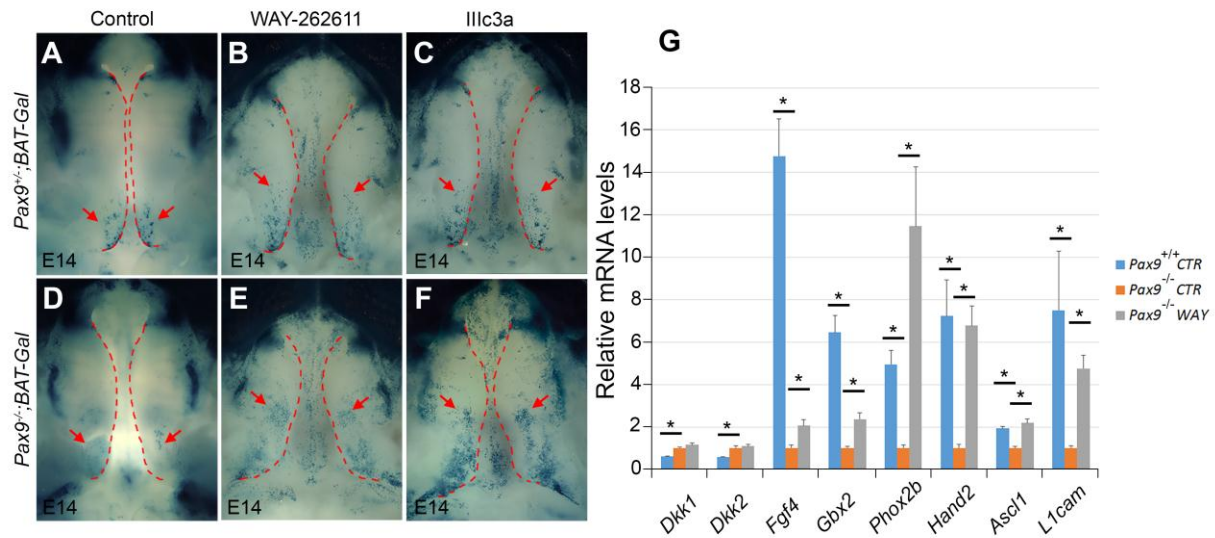 Control
WAY-262611
IIIc3a
Pax9+/-;BAT-Gal
A
B
C
E14
E14
E14
Pax9-/-;BAT-Gal
D
E
F
E14
E14
E14
G
Relative mRNA levels
18
16
14
12
10
8
6
4
2
0
* * * * * * * * * * * * * *
Dkk1
Dkk2
Fgf4
Gbx2
Phox2b
Hand2
Ascl1
L1cam
Pax9+/+CTR
Pax9-/-CTR
Pax9-/-WAY